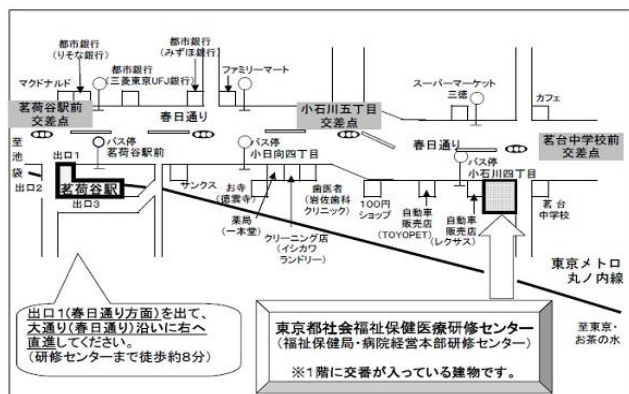 都市銀行
(りそな銀行)
都市銀行
(みずほ銀行)
マクドナルド
都市銀行
(三菱東京UFJ銀行)
ファミリーマート
スーパーマーケット
三徳
カフェ
茗荷谷駅前
交差点
春日通り
小石川五丁目
交差点
春日通り
茗台中学校前
交差点
至池袋
バス停
茗荷谷駅前
バス停
小日向四丁目
バス停
小石川四丁目
出口1
出口2
茗荷谷駅
出口3
サンクス
お寺
(徳雲寺)
薬局
(一本堂)
クリーニング店
(イシカワ
ランドリー)
歯医者
(岩佐歯科
クリニック)
100円
ショップ
自動車
販売店
(TOYOPET)
自動車
販売店
(レクサス)
茗台
中学校
東京メトロ
丸ノ内線
至東京・
お茶の水
出口1(春日通り方面)を出て、
大通り(春日通り)沿いに右へ
直進してください。
(研修センターまで徒歩約8分)
東京都社会福祉保健医療研修センター
(福祉保健局・病院経営本部研修センター)
※1階に交番が入っている建物です。